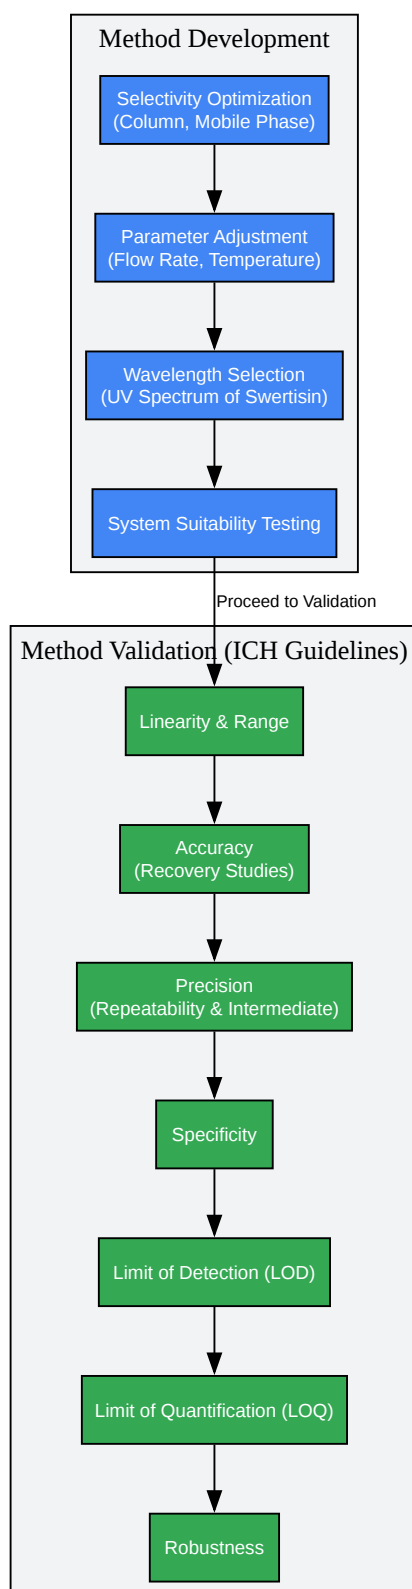 Method Development
Selectivity Optimization
(Column, Mobile Phase)
Parameter Adjustment
(Flow Rate, Temperature)
Wavelength Selection
(UV Spectrum of Swertisin)
System Suitability Testing
Proceed to Validation
Method Validation (ICH Guidelines)
Linearity & Range
Accuracy
(Recovery Studies)
Precision
(Repeatability & Intermediate)
Specificity
Limit of Detection (LOD)
Limit of Quantification (LOQ)
Robustness